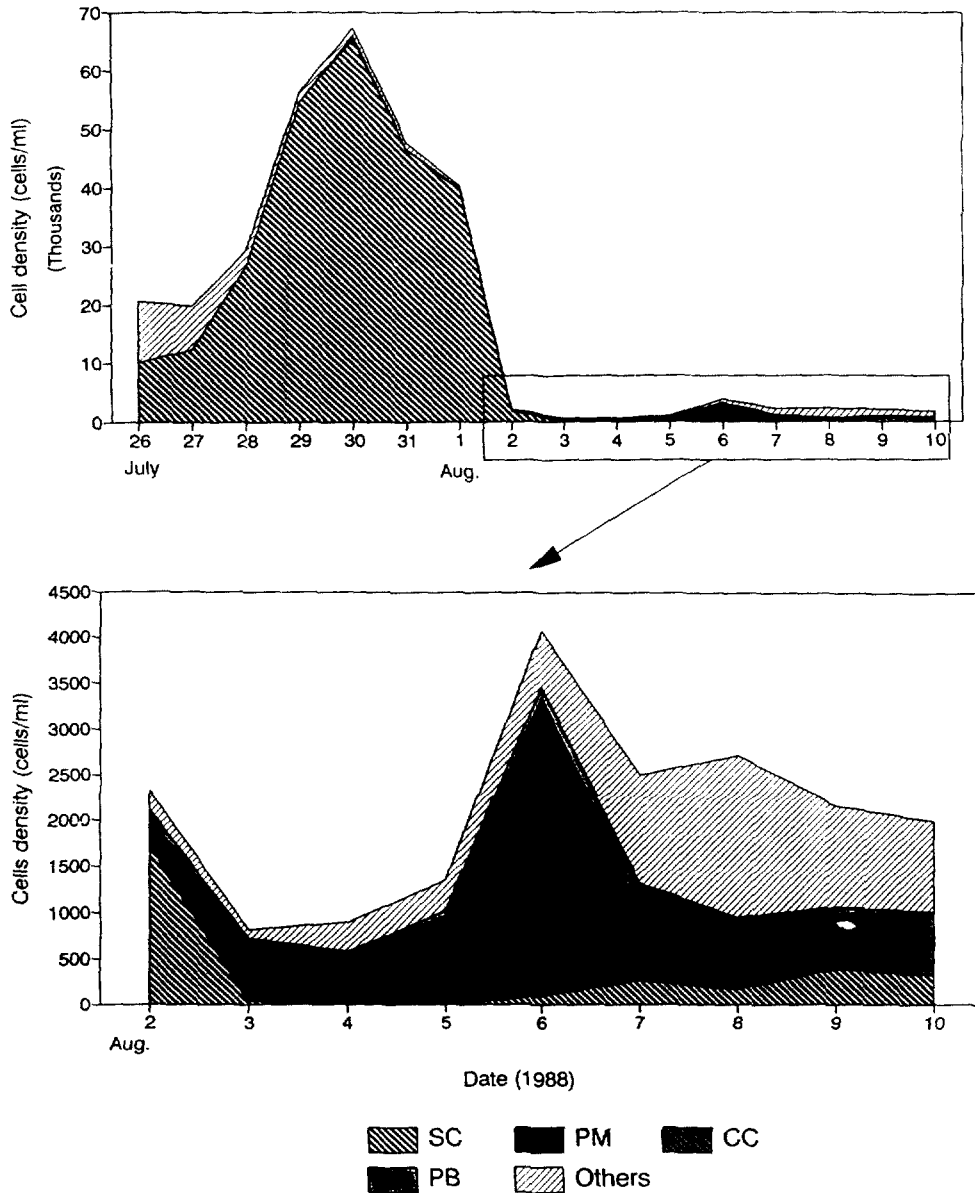 Cell density (cells/ml)
(Thousands)
70
60
50
40
30
20
10
0
26 27 28 29 30 31 1 2 3 4 5 6 7 8 9 10
July Aug.
Cells density (cells/ml)
4500
4000
3500
3000
2500
2000
1500
1000
500
0
2 3 4 5 6 7 8 9 10
Aug.
Date (1988)
SC PM CC
PB Others